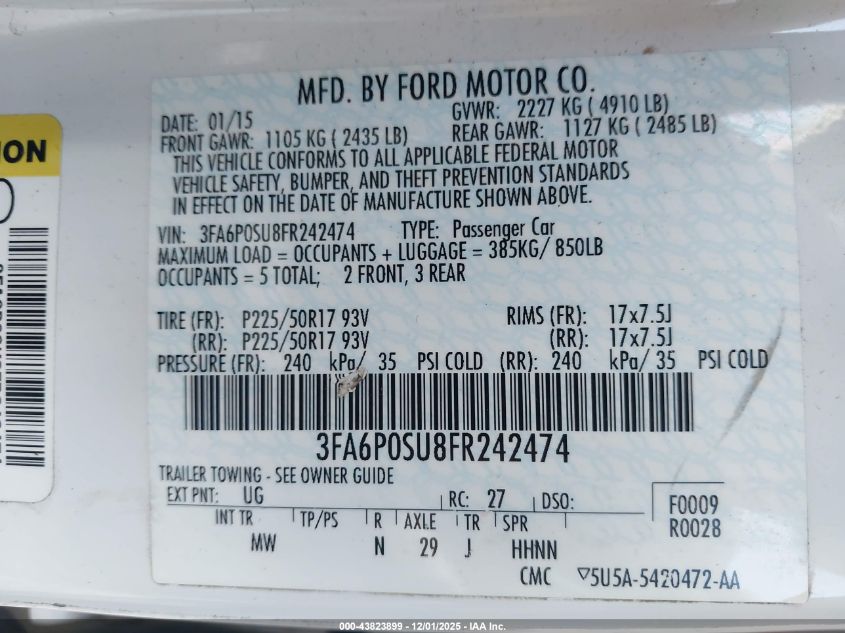 MFD. BY FORD MOTOR CO.
DATE: 01/15 GVWR: 2227 KG ( 4910 LB)
FRONT GAWR: 1105 KG ( 2435 LB) REAR GAWR: 1127 KG ( 2485 LB)
THIS VEHICLE CONFORMS TO ALL APPLICABLE FEDERAL MOTOR
VEHICLE SAFETY, BUMPER, AND THEFT PREVENTION STANDARDS
IN EFFECT ON THE DATE OF MANUFACTURE SHOWN ABOVE.
VIN: 3FA6P0SU8FR242474 TYPE: Passenger Car
MAXIMUM LOAD = OCCUPANTS + LUGGAGE = 385KG/ 850LB
OCCUPANTS = 5 TOTAL; 2 FRONT, 3 REAR
TIRE (FR): P225/50R17 93V RIMS (FR): 17x7.5J
(RR): P225/50R17 93V (RR): 17x7.5J
PRESSURE (FR): 240 kPa/ 35 PSI COLD (RR): 240 kPa/ 35 PSI COLD
3FA6P0SU8FR242474
TRAILER TOWING - SEE OWNER GUIDE
EXT PNT: UG RC: 27 DSO: F0009
R0028
INT TR TP/PS R AXLE TR SPR
MW N 29 J HHNN
CMC ▽5U5A-5420472-AA
000-43823899 • 12/01/2025 - IAA Inc.